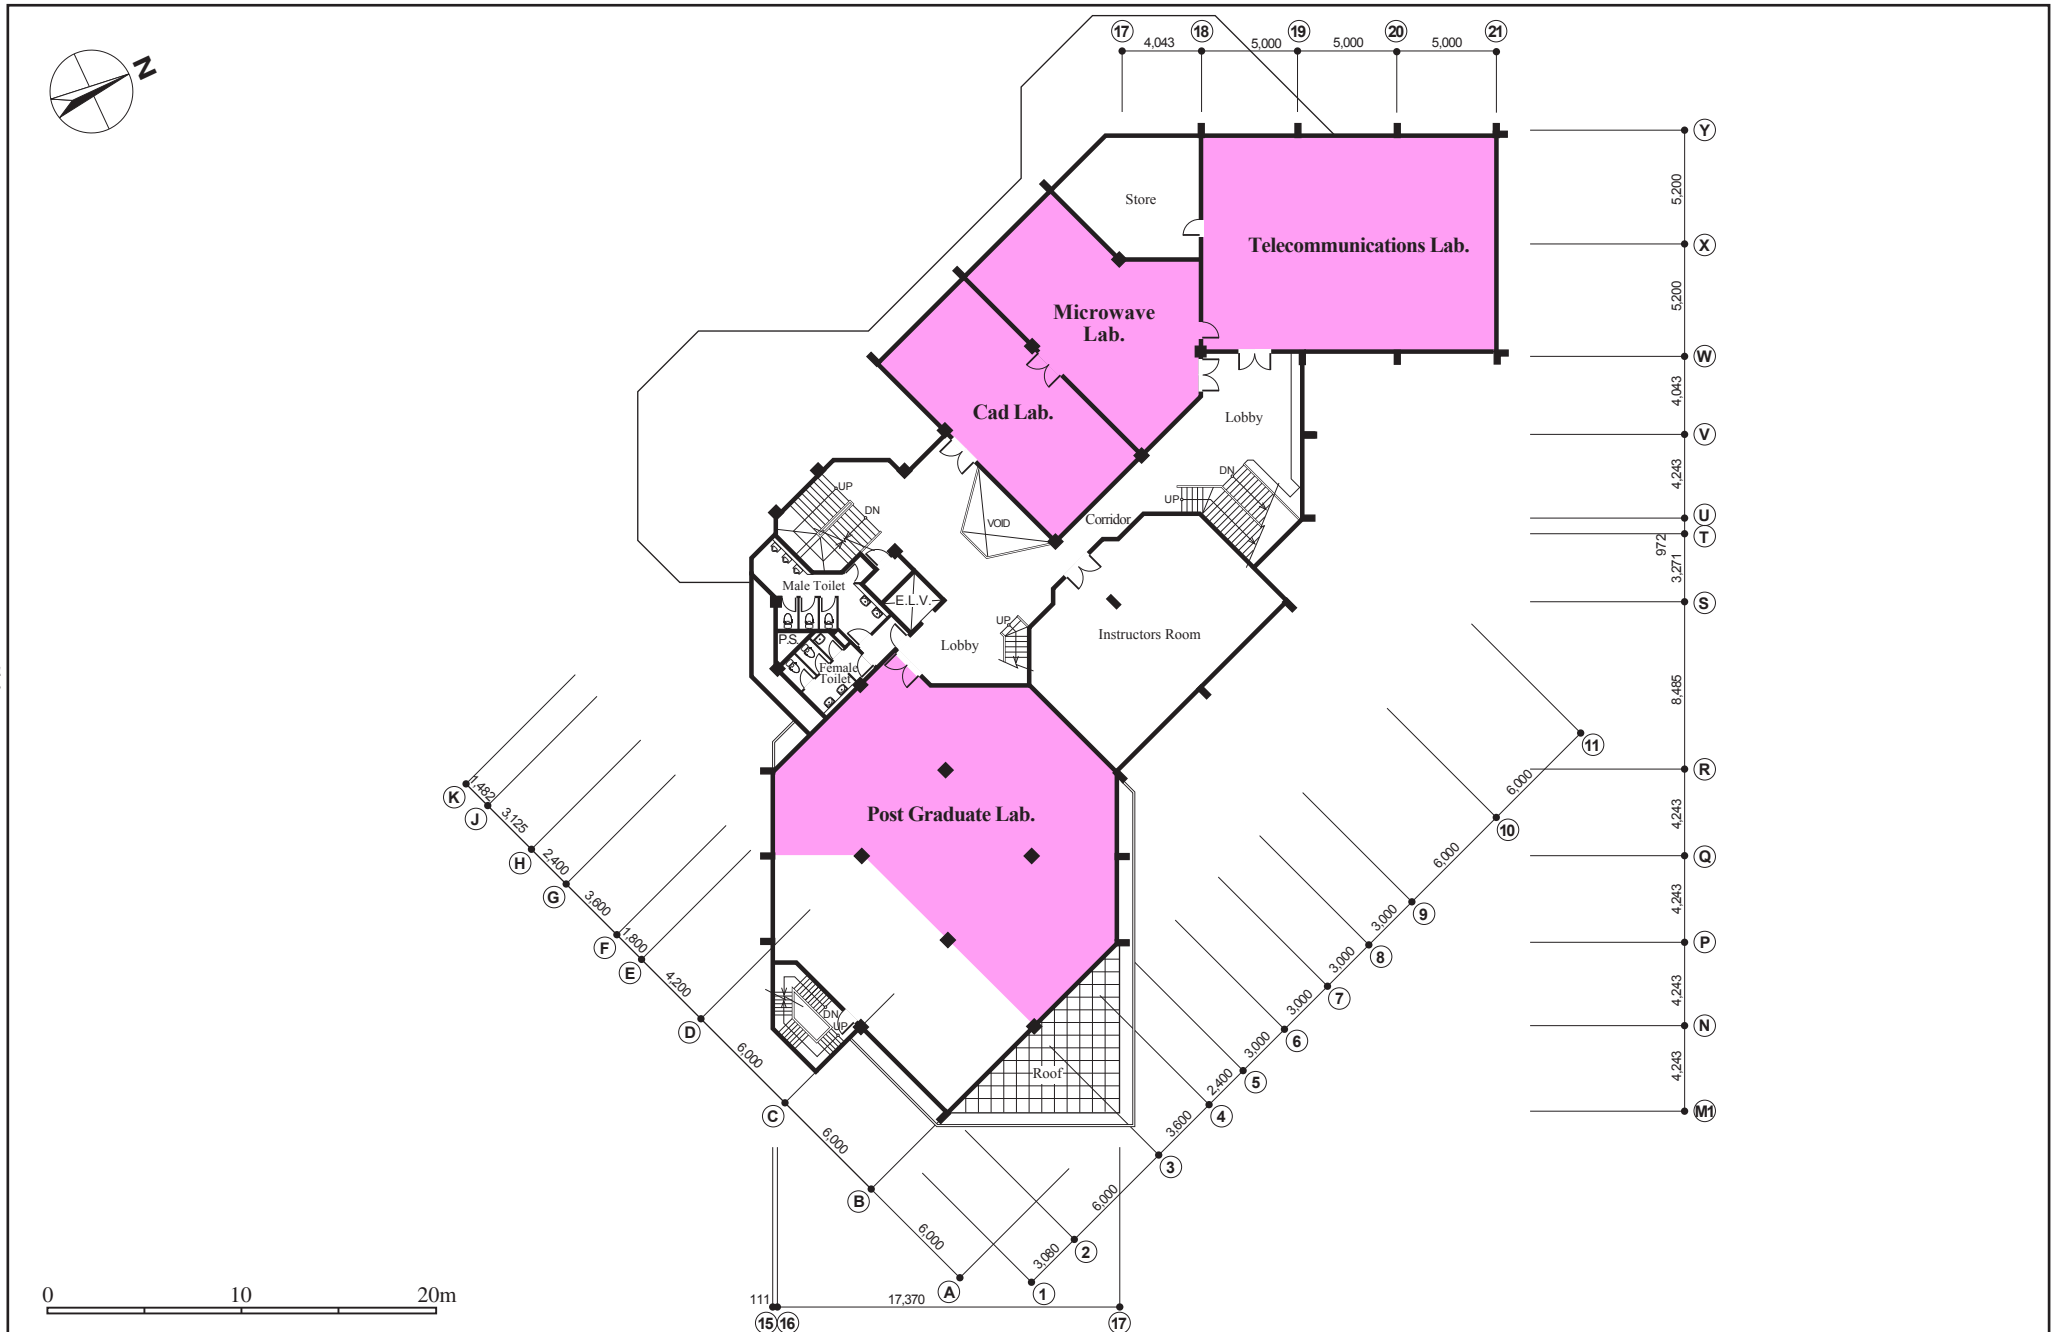 N
17 18 19 20 21
4,043 5,000 5,000 5,000
Y
5,200
X
5,200
W
4,043
V
4,243
U
T
972
3,271
S
8,485
R
4,243
Q
4,243
P
4,243
N
4,243
M1
Store
Telecommunications Lab.
Microwave
Lab.
Cad Lab.
Lobby
DN
UP
UP
DN
VOID
Corridor
Male Toilet
E.L.V.
P.S.
Female
Toilet
Lobby
UP
Instructors Room
Post Graduate Lab.
DN
UP
Roof
K
1,482
J
3,125
H
2,400
G
3,600
F
1,800
E
4,200
D
6,000
C
6,000
B
6,000
A
11
6,000
10
6,000
9
3,000
8
3,000
7
3,000
6
3,000
5
2,400
4
3,600
3
6,000
2
3,080
1
111 17,370
15 16 17
0 10 20m